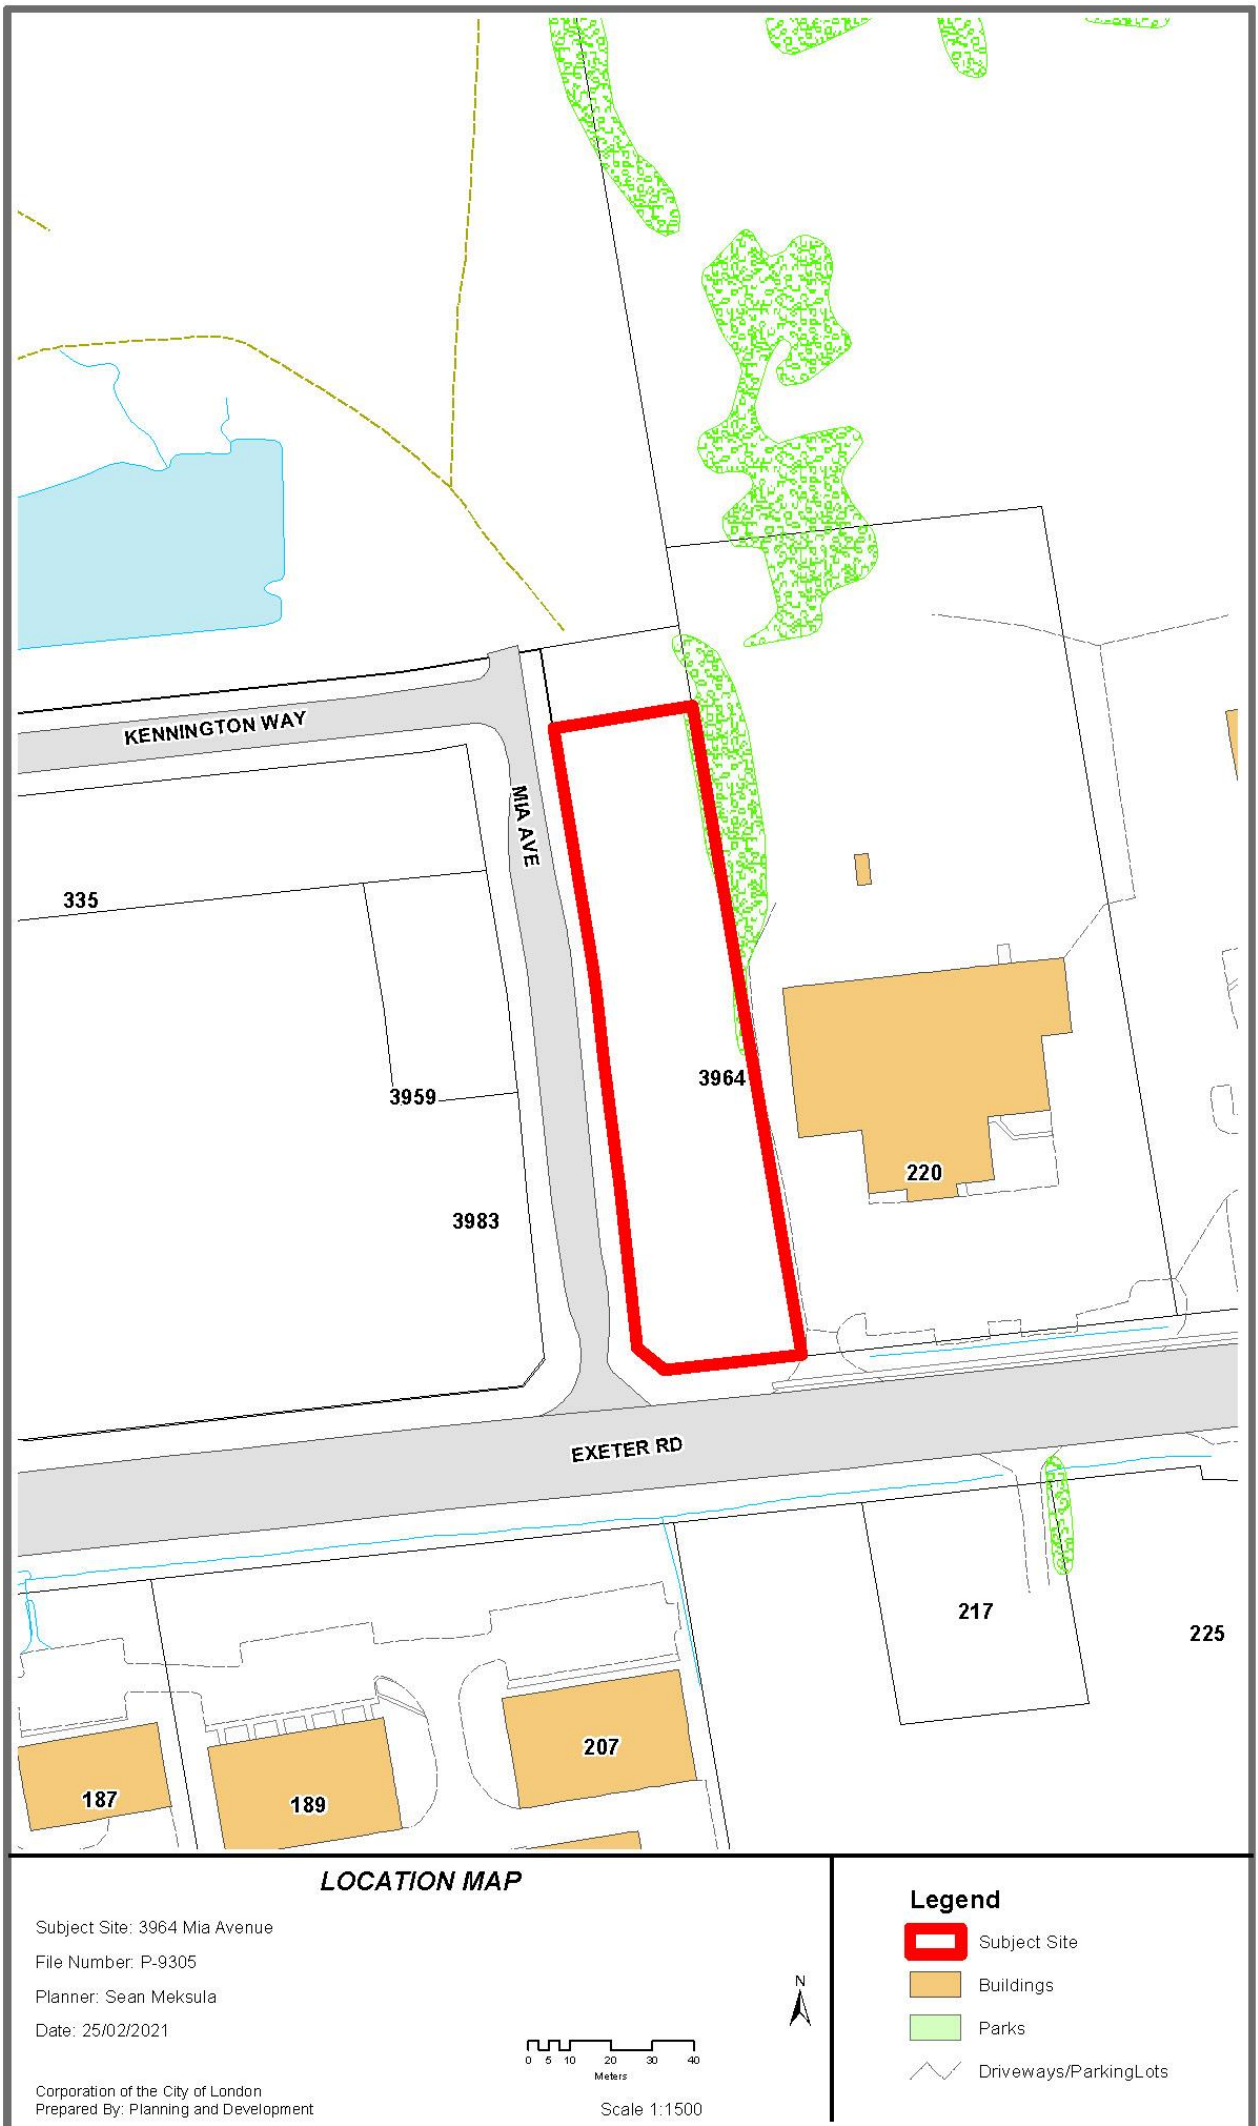 KENNINGTON WAY
MIA AVE
335
3959
3964
220
3983
EXETER RD
217
225
207
187
189
LOCATION MAP
Subject Site: 3964 Mia Avenue
File Number: P-9305
Planner: Sean Meksula
Date: 25/02/2021
Corporation of the City of London
Prepared By: Planning and Development
N
0 5 10 20 30 40
Meters
Scale 1:1500
Legend
Subject Site
Buildings
Parks
Driveways/ParkingLots